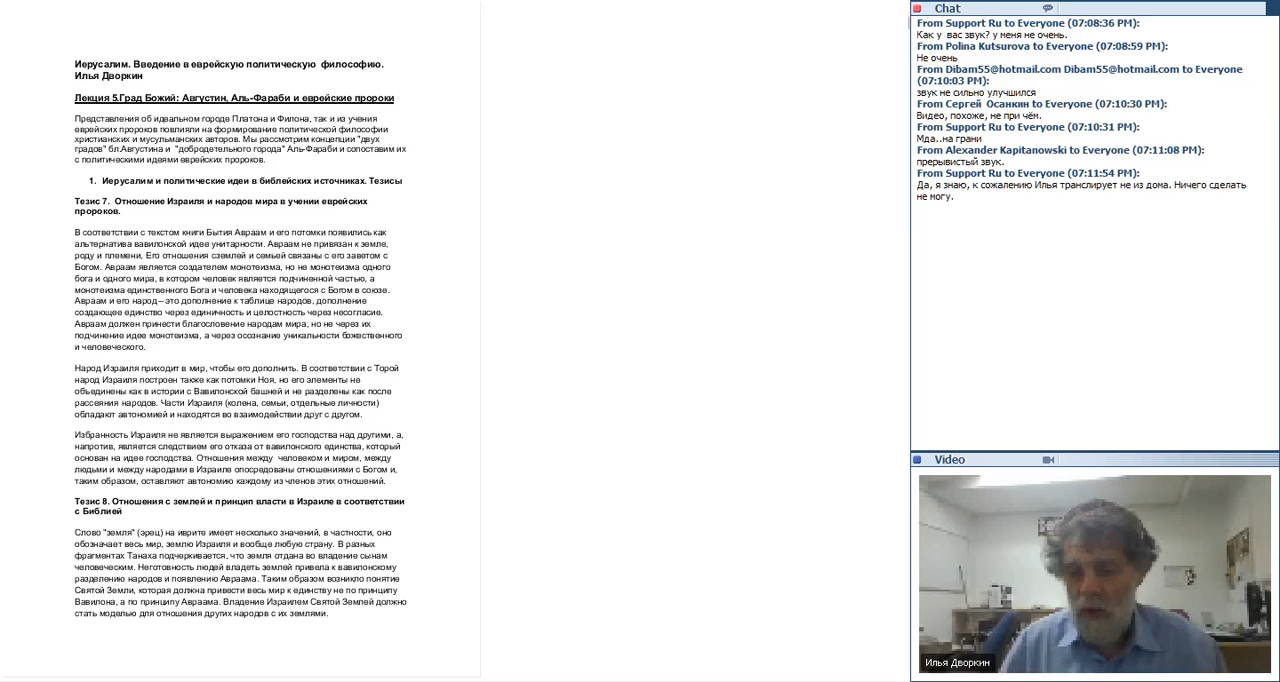 Иерусалим. Введение в еврейскую политическую философию.
Илья Дворкин
Лекция 5.Град Божий: Августин, Аль-Фараби и еврейские пророки
Представления об идеальном городе Платона и Филона, так и из учения
еврейских пророков повлияли на формирование политической философии
христианских и мусульманских авторов. Мы рассмотрим концепции "двух
градов" бл.Августина и "добродетельного города" Аль-Фараби и сопоставим их
с политическими идеями еврейских пророков.
1. Иерусалим и политические идеи в библейских источниках. Тезисы
Тезис 7. Отношение Израиля и народов мира в учении еврейских
пророков.
В соответствии с текстом книги Бытия Авраам и его потомки появились как
альтернатива вавилонской идее унитарности. Авраам не привязан к земле,
роду и племени, Его отношения сземлей и семьей связаны с его заветом с
Богом. Авраам является создателем монотеизма, но не монотеизма одного
бога и одного мира, в котором человек является подчиненной частью, а
монотеизма единственного Бога и человека находящегося с Богом в союзе.
Авраам и его народ – это дополнение к таблице народов, дополнение
создающее единство через единичность и целостность через несогласие.
Авраам должен принести благословение народам мира, но не через их
подчинение идее монотеизма, а через осознание уникальности божественного
и человеческого.
Народ Израиля приходит в мир, чтобы его дополнить. В соответствии с Торой
народ Израиля построен также как потомки Ноя, но его элементы не
объединены как в истории с Вавилонской башней и не разделены как после
рассеяния народов. Части Израиля (колена, семьи, отдельные личности)
обладают автономией и находятся во взаимодействии друг с другом.
Избранность Израиля не является выражением его господства над другими, а,
напротив, является следствием его отказа от вавилонского единства, который
основан на идее господства. Отношения между человеком и миром, между
людьми и между народами в Израиле опосредованы отношениями с Богом и,
таким образом, оставляют автономию каждому из членов этих отношений.
Тезис 8. Отношения с землей и принцип власти в Израиле в соответствии
с Библией
Слово "земля" (эрец) на иврите имеет несколько значений, в частности, оно
обозначает весь мир, землю Израиля и вообще любую страну. В разных
фрагментах Танаха подчеркивается, что земля отдана во владение сынам
человеческим. Неготовность людей владеть землей привела к вавилонскому
разделению народов и появлению Авраама. Таким образом возникло понятие
Святой Земли, которая должна привести весь мир к единству не по принципу
Вавилона, а по принципу Авраама. Владение Израилем Святой Землей должно
стать моделью для отношения других народов с их землями.
Chat
From Support Ru to Everyone (07:08:36 PM):
Как у вас звук? у меня не очень.
From Polina Kutsurova to Everyone (07:08:59 PM):
Не очень
From Dibam55@hotmail.com Dibam55@hotmail.com to Everyone
(07:10:03 PM):
звук не сильно улучшился
From Сергей Осанкин to Everyone (07:10:30 PM):
Видео, похоже, не при чём.
From Support Ru to Everyone (07:10:31 PM):
Мда..на грани
From Alexander Kapitanowski to Everyone (07:11:08 PM):
прерывистый звук.
From Support Ru to Everyone (07:11:54 PM):
Да, я знаю, к сожалению Илья транслирует не из дома. Ничего сделать
не могу.
Video
Илья Дворкин